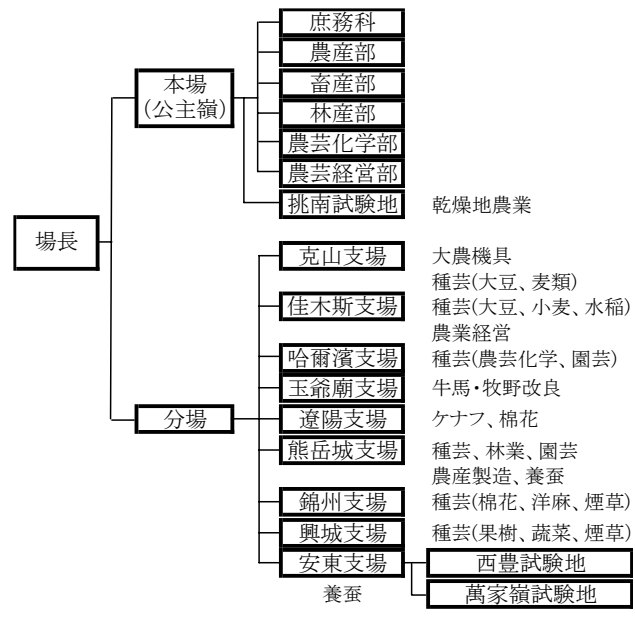 庶務科
農産部
本場
(公主嶺)
畜産部
林産部
農芸化学部
農芸経営部
挑南試験地 乾燥地農業
場長
克山支場 大農機具
種芸(大豆、麦類)
佳木斯支場 種芸(大豆、小麦、水稲)
農業経営
哈爾濱支場 種芸(農芸化学、園芸)
玉爺廟支場 牛馬・牧野改良
分場
遼陽支場 ケナフ、棉花
熊岳城支場 種芸、林業、園芸
農産製造、養蚕
錦州支場 種芸(棉花、洋麻、煙草)
興城支場 種芸(果樹、蔬菜、煙草)
安東支場 西豊試験地
養蚕 萬家嶺試験地